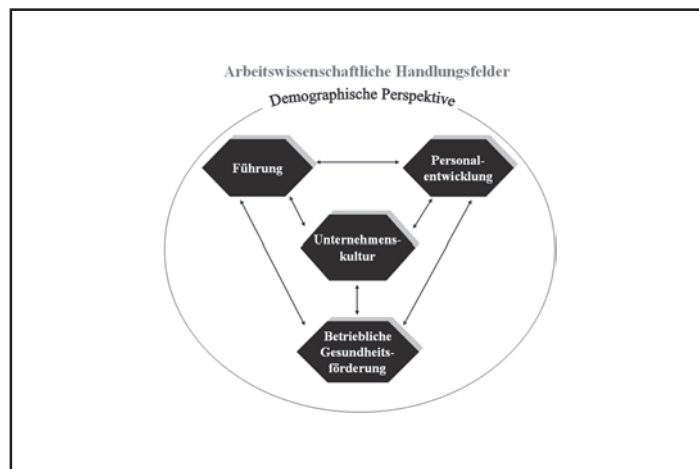 Arbeitswissenschaftliche Handlungsfelder
Demographische Perspektive
Führung
Personal-
entwicklung
Unternehmens-
kultur
Betriebliche
Gesundheits-
förderung